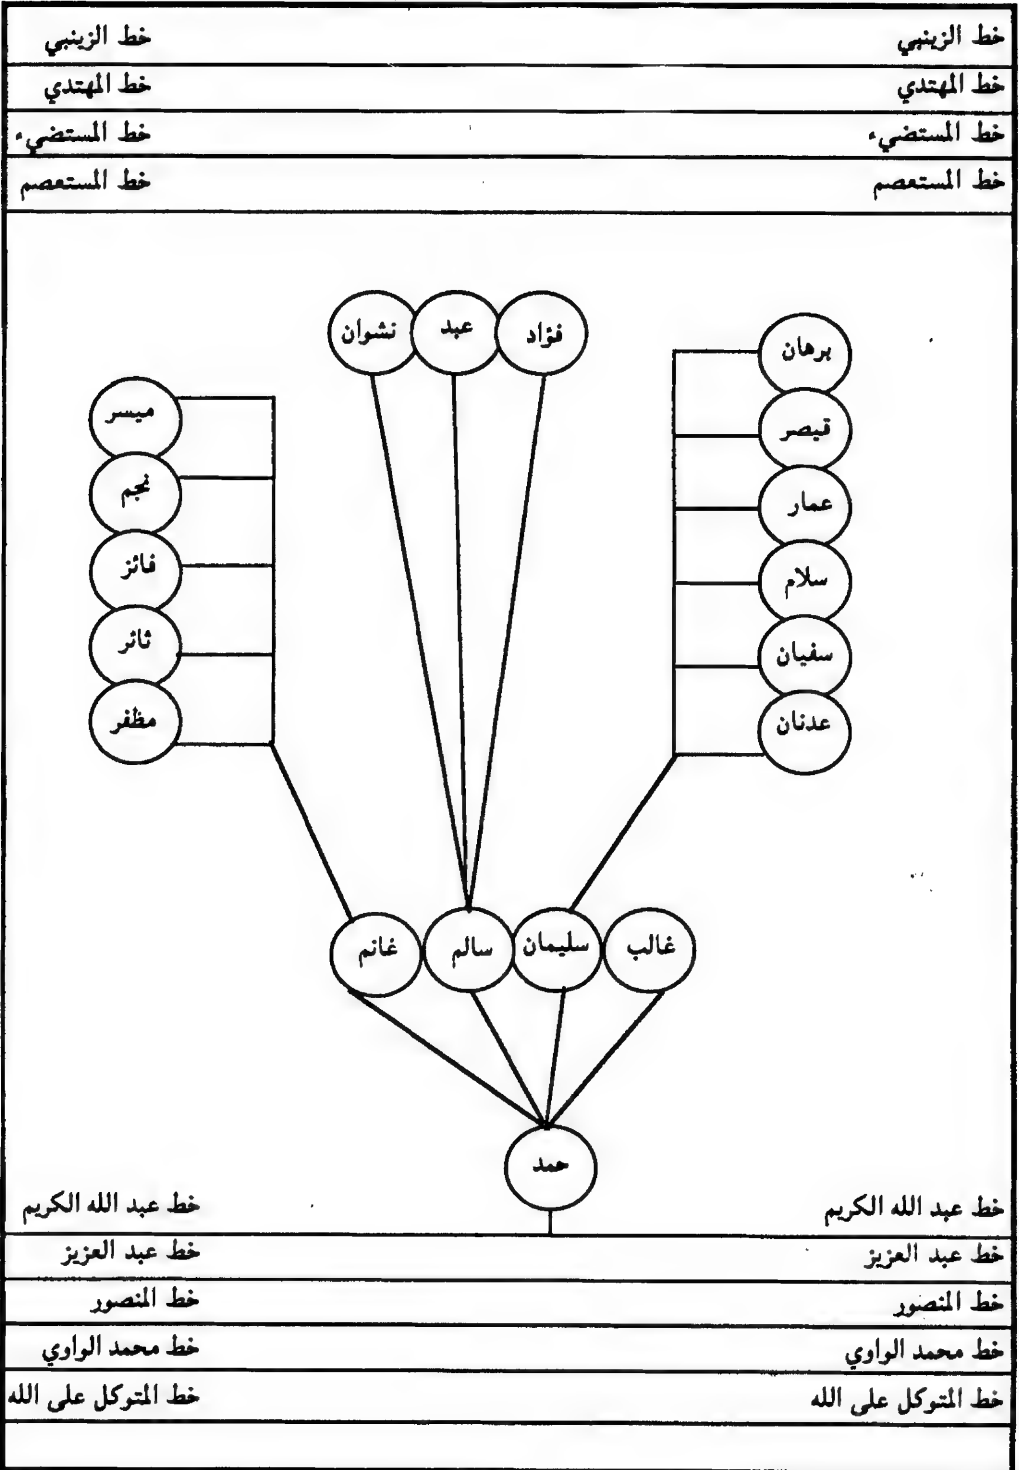 خط الزينبي خط الزينبي
خط المهتدي خط المهتدي
خط المستضيء خط المستضيء
خط المستعصم خط المستعصم
فؤاد عبد نشوان
برهان
قيصر
عمار
سلام
سفيان
عدنان
ميسر
نجم
فائز
ثائر
مظفر
غالب سليمان سالم غانم
حمد
خط عبد الله الكريم خط عبد الله الكريم
خط عبد العزيز خط عبد العزيز
خط المنصور خط المنصور
خط محمد الراوي خط محمد الراوي
خط المتوكل على الله خط المتوكل على الله